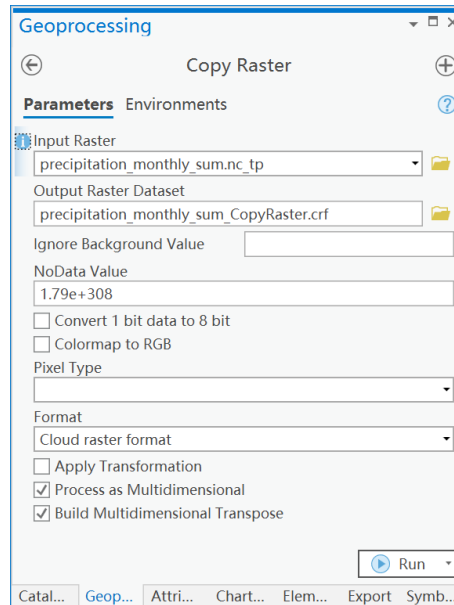 Geoprocessing
Copy Raster
Parameters Environments
Input Raster
precipitation_monthly_sum.nc_tp
Output Raster Dataset
precipitation_monthly_sum_CopyRaster.crf
Ignore Background Value
NoData Value
1.79e+308
Convert 1 bit data to 8 bit
Colormap to RGB
Pixel Type
Format
Cloud raster format
Apply Transformation
Process as Multidimensional
Build Multidimensional Transpose
Run
Catal... Geop... Attri... Chart... Elem... Export Symb...